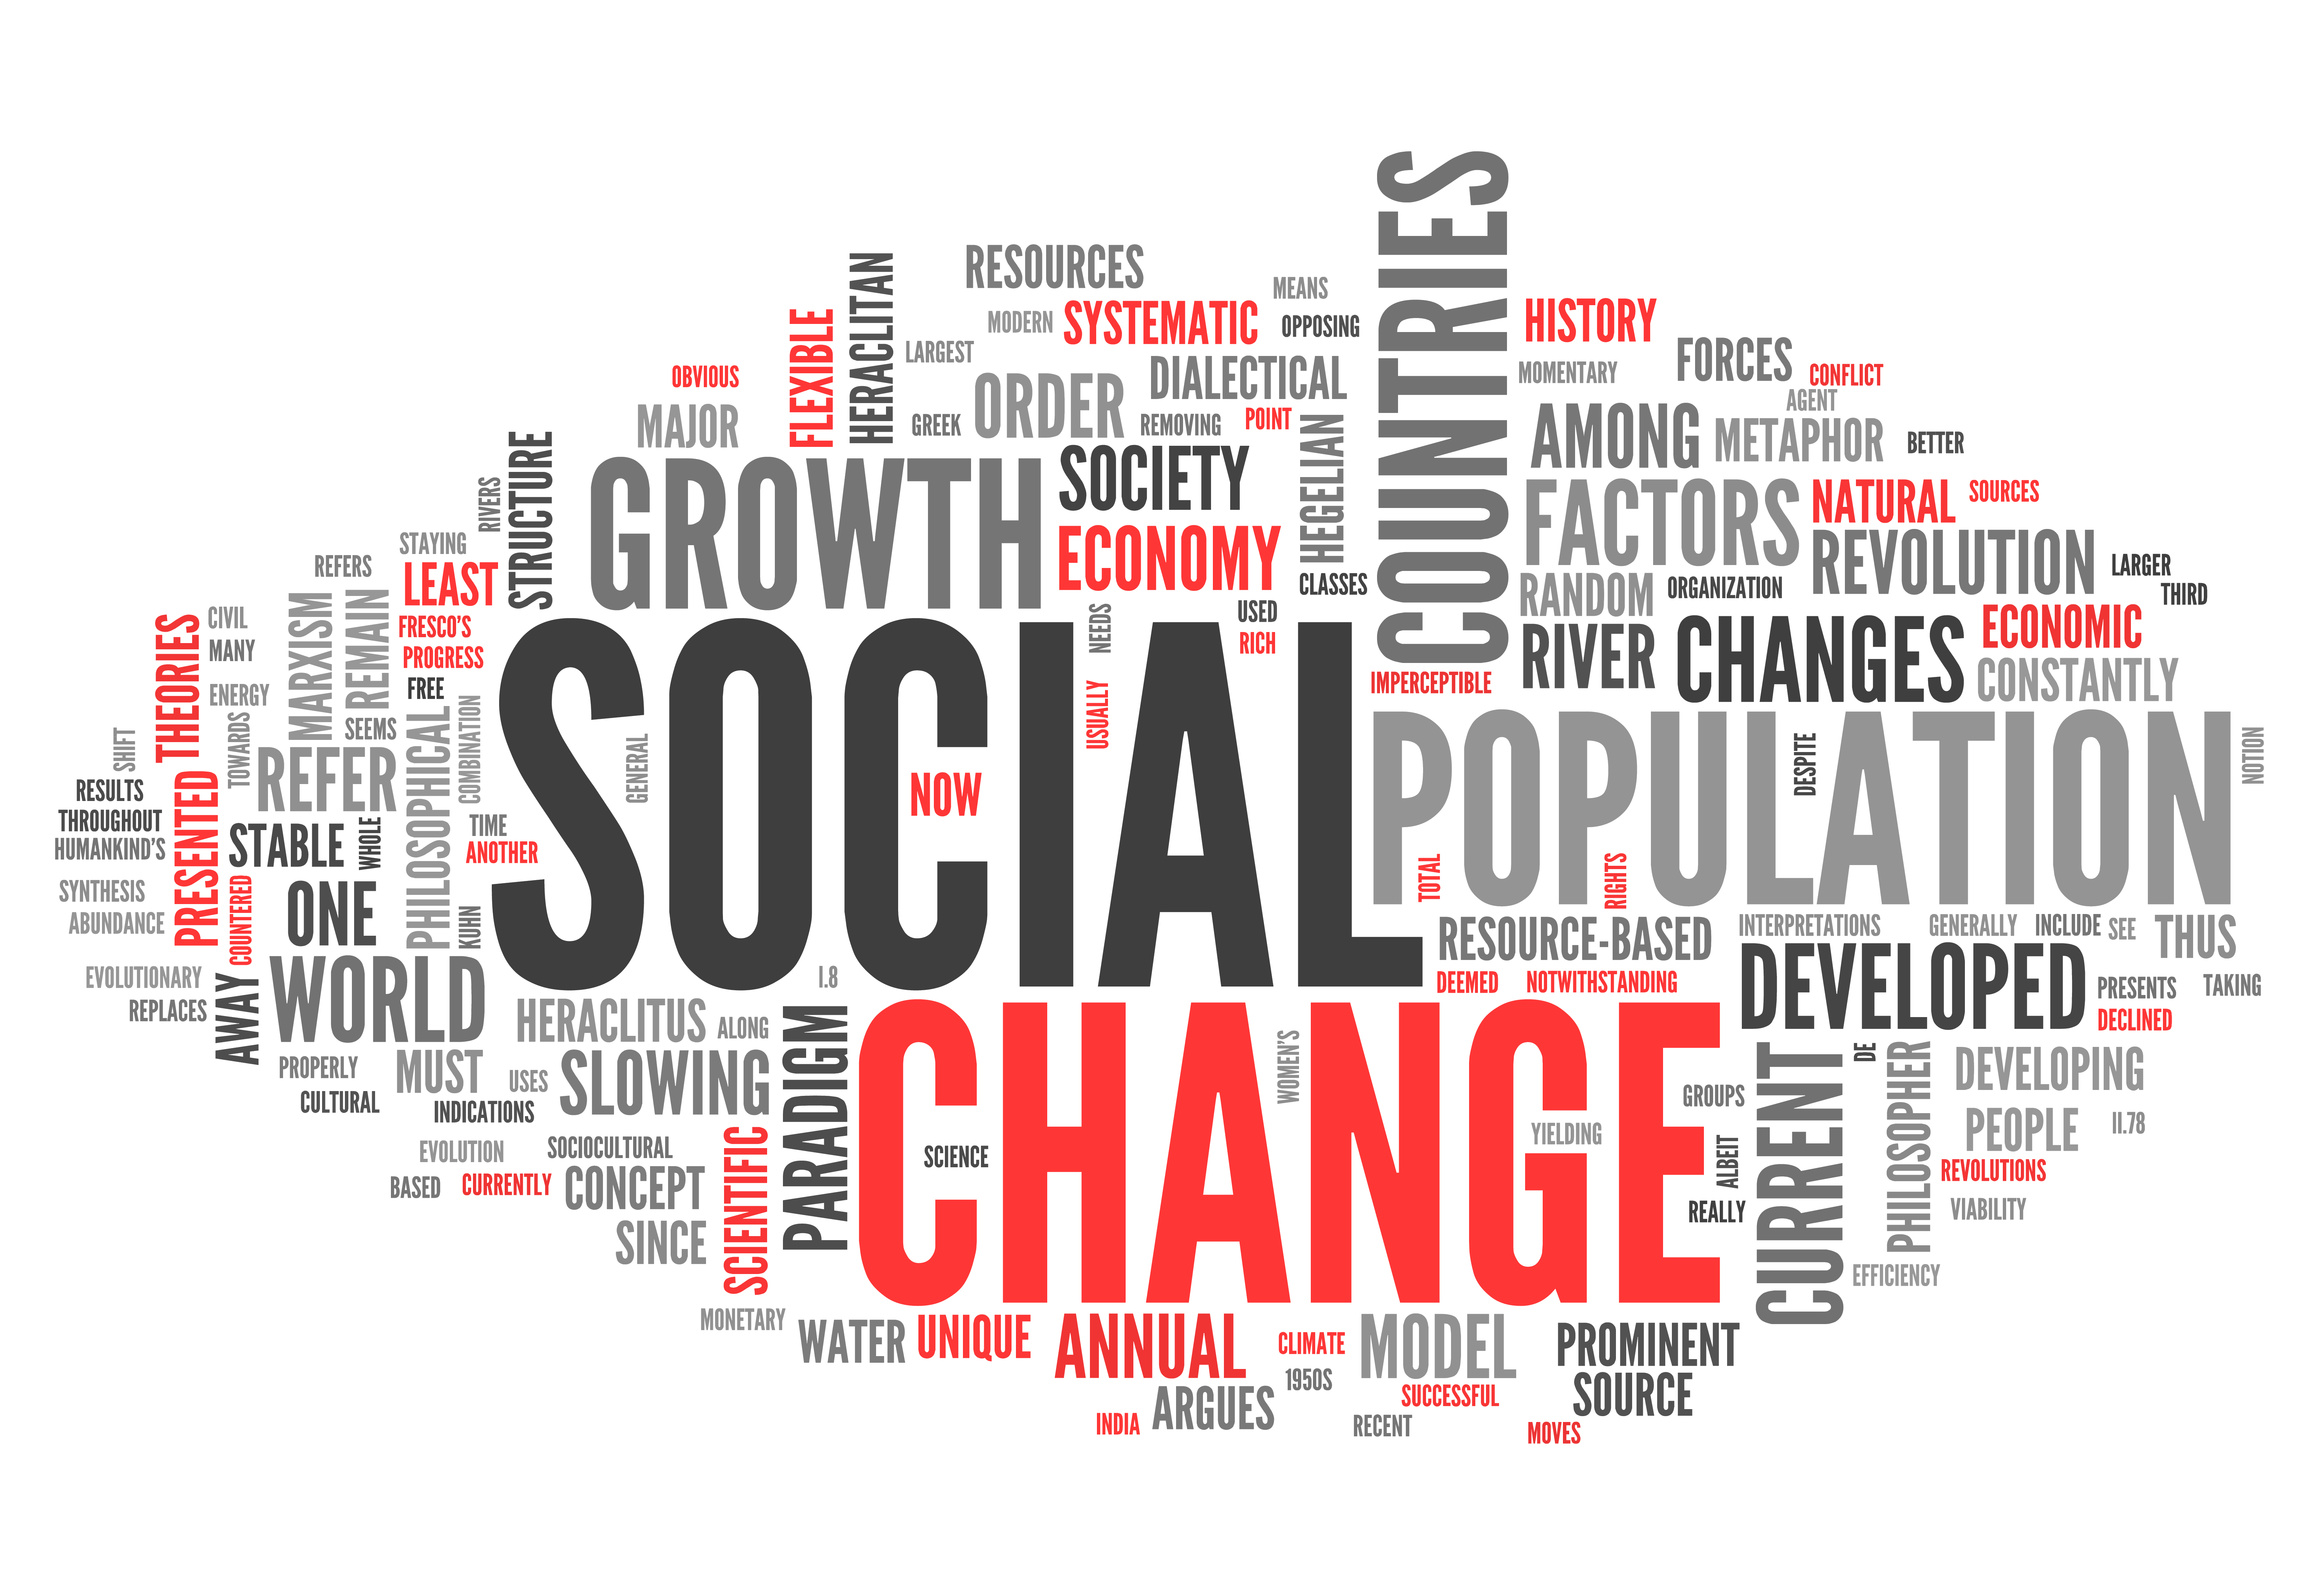 COUNTRIES
RESOURCES
HERACLITAN
MEANS
FLEXIBLE
MODERN
SYSTEMATIC
OPPOSING
HISTORY
LARGEST
DIALECTICAL
MOMENTARY
FORCES
CONFLICT
OBVIOUS
MAJOR
GREEK
ORDER
REMOVING
POINT
AGENT
AMONG
METAPHOR
BETTER
STRUCTURE
RIVERS
GROWTH
SOCIETY
HEGELIAN
FACTORS
NATURAL
SOURCES
STAYING
ECONOMY
REVOLUTION
LARGER
REFERS
LEAST
CLASSES
RANDOM
ORGANIZATION
THIRD
THEORIES
CIVIL
MARXISM
REMAIN
FRESCO'S
NEEDS
USED
RICH
RIVER
CHANGES
ECONOMIC
MANY
PROGRESS
CONSTANTLY
ENERGY
FREE
IMPERCEPTIBLE
SHIFT
TOWARDS
SEEMS
PHILOSOPHICAL
COMBINATION
SOCIAL
GENERAL
USUALLY
POPULATION
DESPITE
NOTION
RESULTS
PRESENTED
REFER
NOW
THROUGHOUT
STABLE
WHOLE
TIME
HUMANKIND'S
ANOTHER
TOTAL
RIGHTS
SYNTHESIS
COUNTERED
ONE
KUHN
ABUNDANCE
RESOURCE-BASED
INTERPRETATIONS
GENERALLY
INCLUDE
SEE
THUS
EVOLUTIONARY
AWAY
WORLD
I.8
DEEMED
NOTWITHSTANDING
DEVELOPED
PRESENTS
TAKING
REPLACES
HERACLITUS
ALONG
PARADIGM
CHANGE
WOMEN'S
DECLINED
PROPERLY
MUST
USES
SLOWING
CURRENT
DE
PHILOSOPHER
DEVELOPING
CULTURAL
INDICATIONS
GROUPS
PEOPLE
II.78
EVOLUTION
SOCIOCULTURAL
SCIENTIFIC
SCIENCE
YIELDING
ALBEIT
REVOLUTIONS
BASED
CURRENTLY
CONCEPT
REALLY
VIABILITY
SINCE
EFFICIENCY
MONETARY
WATER
UNIQUE
ANNUAL
CLIMATE
MODEL
PROMINENT
1950S
ARGUES
SUCCESSFUL
SOURCE
INDIA
RECENT
MOVES